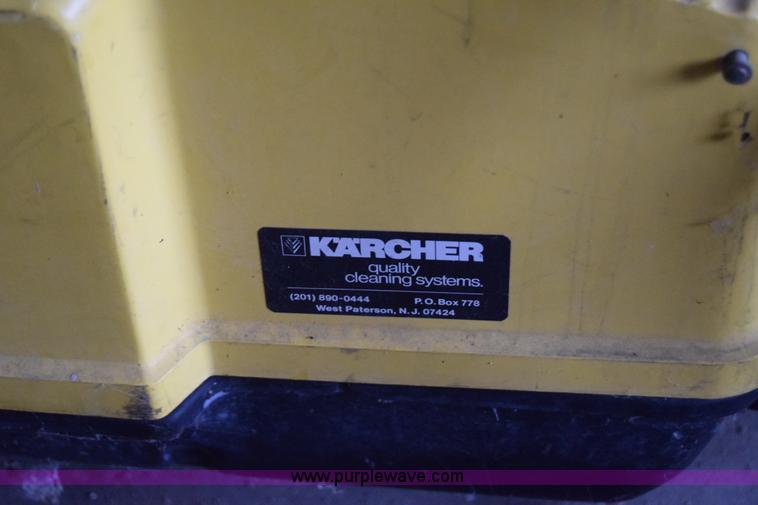 KÄRCHER
quality
cleaning systems.
(201) 890-0444 P.O. Box 778
West Paterson, N.J. 07424
www.purplewave.com